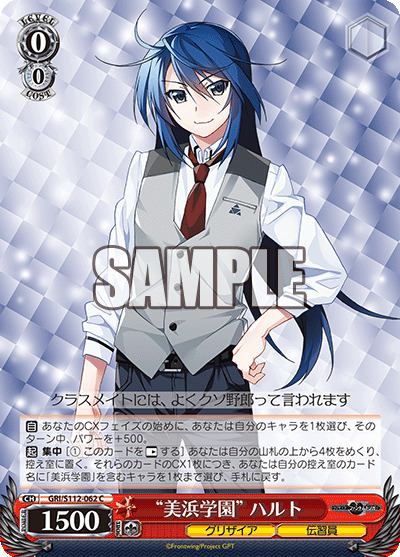 LEVEL
0
0
COST
SAMPLE
クラスメイトには、よくクソ野郎って言われます
自 あなたのCXフェイズの始めに、あなたは自分のキャラを1枚選び、そのターン中、パワーを+500。
起 集中 ［① このカードを する］ あなたは自分の山札の上から4枚をめくり、控え室に置く。それらのカードのCX1枚につき、あなたは自分の控え室のカード名に「美浜学園」を含むキャラを1枚まで選び、手札に戻す。
CH GRI/S112-062 C
POWER
1500
“美浜学園” ハルト
グリザイア
伝習員
©Frontwing/Project GPT